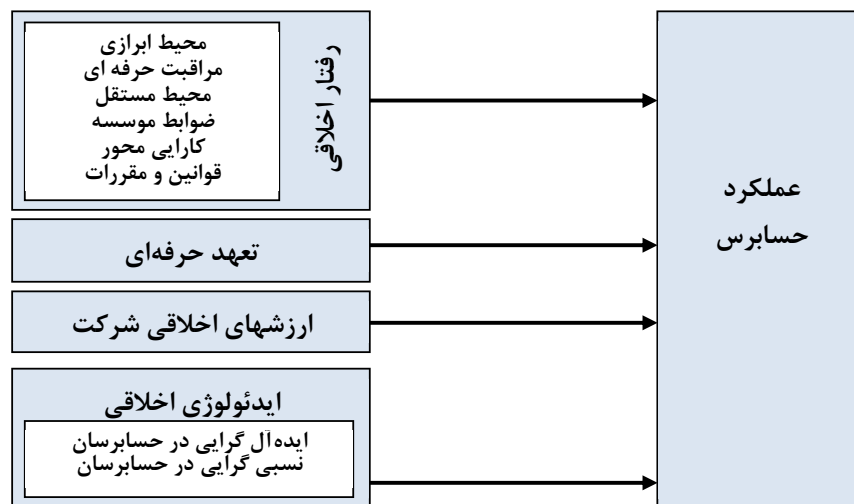 رفتار اخلاقی
محیط ابرازی
مراقبت حرفه ای
محیط مستقل
ضوابط موسسه
کارایی محور
قوانین و مقررات
تعهد حرفه‌ای
ارزشهای اخلاقی شرکت
ایدئولوژی اخلاقی
ایده‌آل گرایی در حسابرسان
نسبی گرایی در حسابرسان
عملکرد
حسابرس